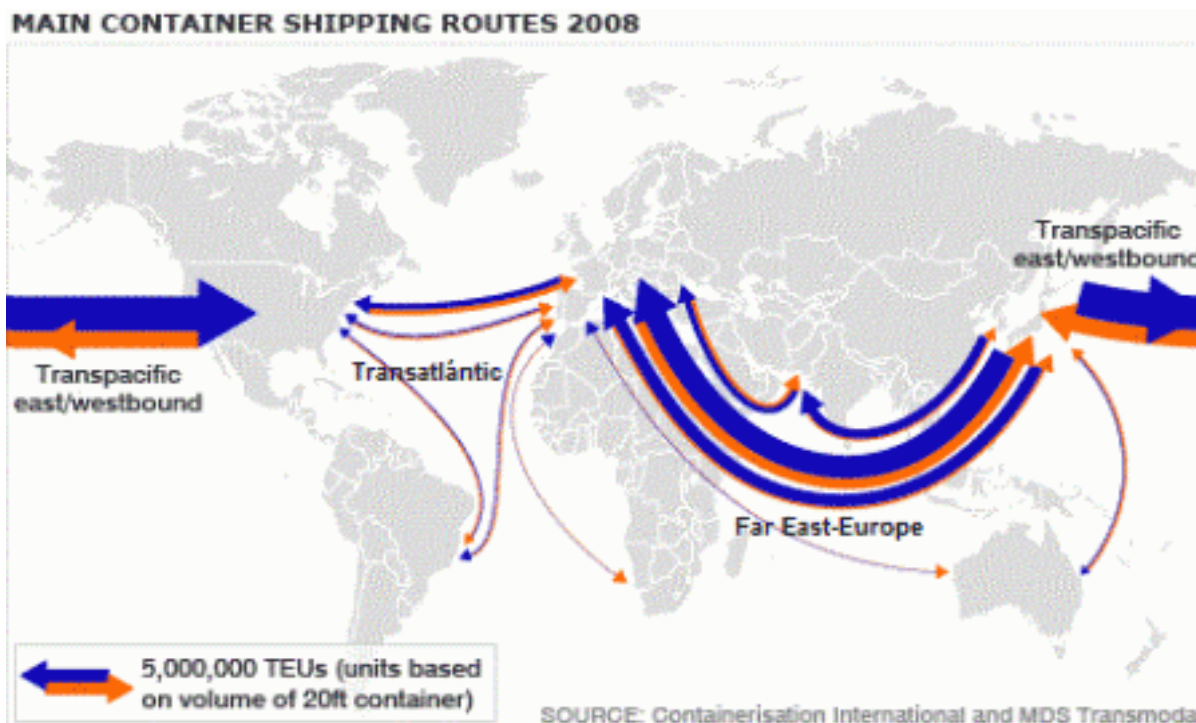 MAIN CONTAINER SHIPPING ROUTES 2008
Transpacific
east/westbound
Transpacific
east/westbound
Transatlántic
Far East-Europe
5,000,000 TEUs (units based
on volume of 20ft container)
SOURCE: Containerisation International and MDS Transmoda